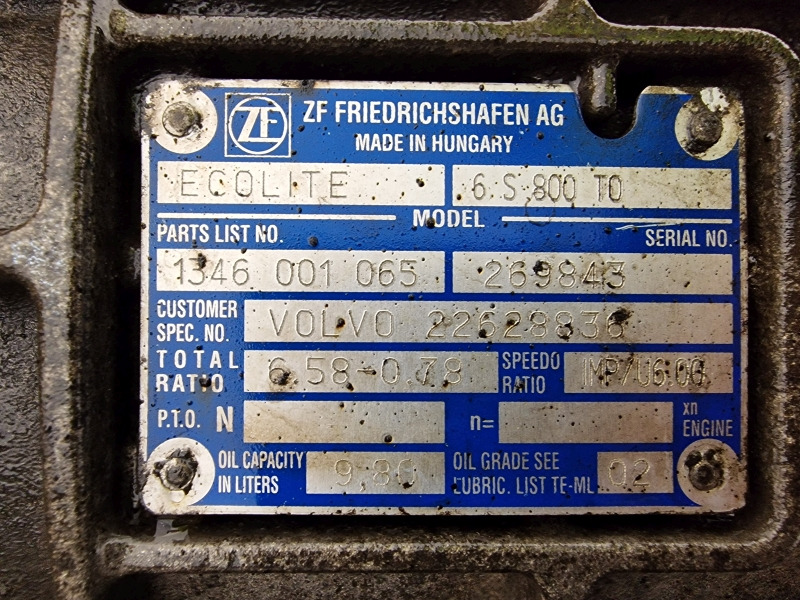 ZF ZF FRIEDRICHSHAFEN AG
MADE IN HUNGARY
ECOLITE 6 S 800 TO
MODEL
PARTS LIST NO. SERIAL NO.
1346 001 065 269843
CUSTOMER
SPEC. NO. VOLVO 22628836
TOTAL
RATIO 6,58-0,78 SPEEDO
RATIO IMP/U6.00
P.T.O. N n= xn
ENGINE
OIL CAPACITY
IN LITERS 9,80 OIL GRADE SEE
LUBRIC. LIST TE-ML 02